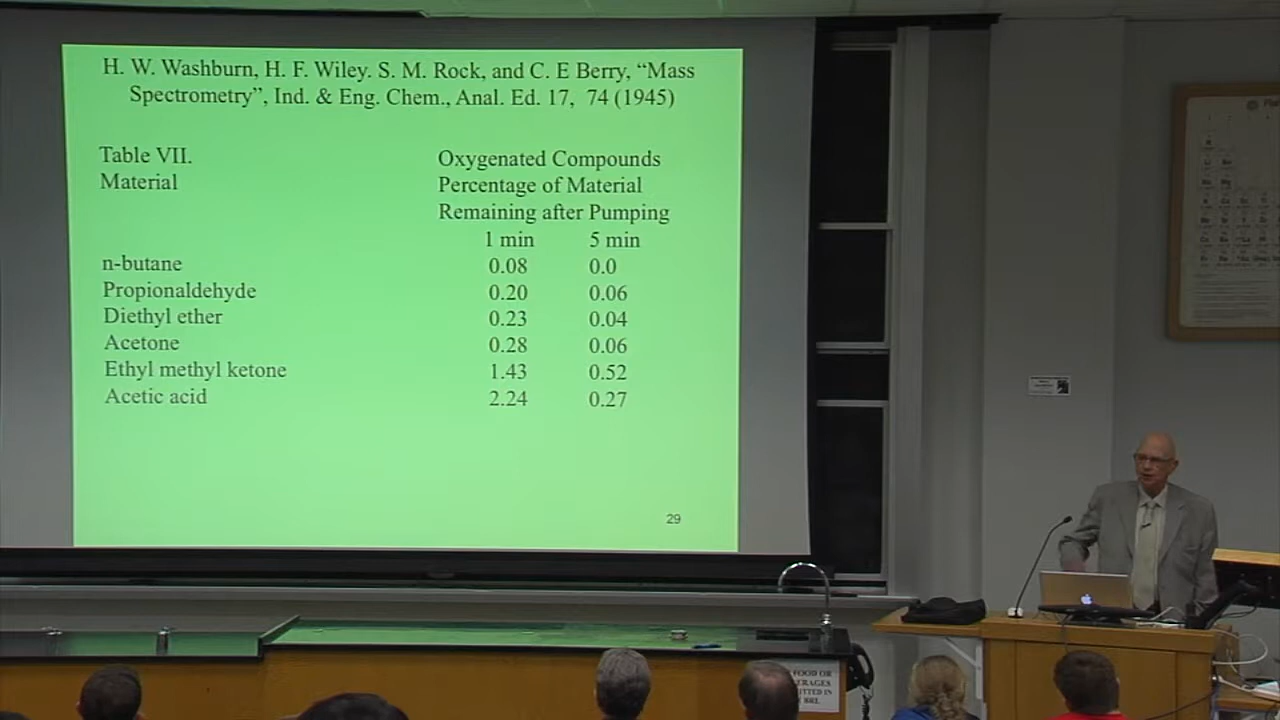 H. W. Washburn, H. F. Wiley. S. M. Rock, and C. E Berry, “Mass
Spectrometry”, Ind. & Eng. Chem., Anal. Ed. 17, 74 (1945)
Table VII. Oxygenated Compounds
Material Percentage of Material
Remaining after Pumping
1 min 5 min
n-butane 0.08 0.0
Propionaldehyde 0.20 0.06
Diethyl ether 0.23 0.04
Acetone 0.28 0.06
Ethyl methyl ketone 1.43 0.52
Acetic acid 2.24 0.27
29
FOOD OR